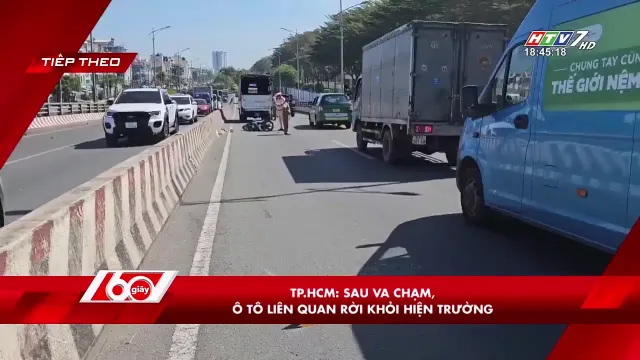 TIẾP THEO
HTV7 HD
18:45:18
CHUNG TAY CÙNG
THẾ GIỚI NỆM
60 giây
TP.HCM: SAU VA CHẠM,
Ô TÔ LIÊN QUAN RỜI KHỎI HIỆN TRƯỜNG